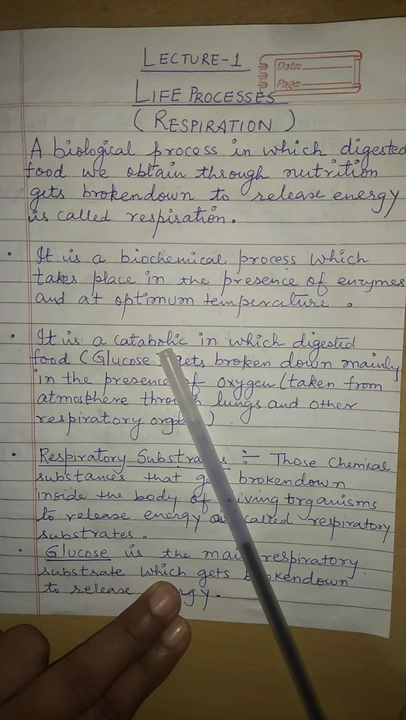 LECTURE-1
Date:
Page:
LIFE PROCESSES
(RESPIRATION)
A biological process in which digested
food we obtain through nutrition
gets brokendown to release energy
is called respiration.
• It is a biochemical process which
takes place in the presence of enzymes
and at optimum temperature.
• It is a catabolic in which digested
food (Glucose) gets broken down mainly
in the presence of oxygen (taken from
atmosphere through lungs and other
respiratory )
• Respiratory Substrates :- Those Chemical
substances that brokendown
inside the body of living organisms
to release energy called respiratory
substrates.
• Glucose is the main respiratory
substrate which gets brokendown
to release energy.